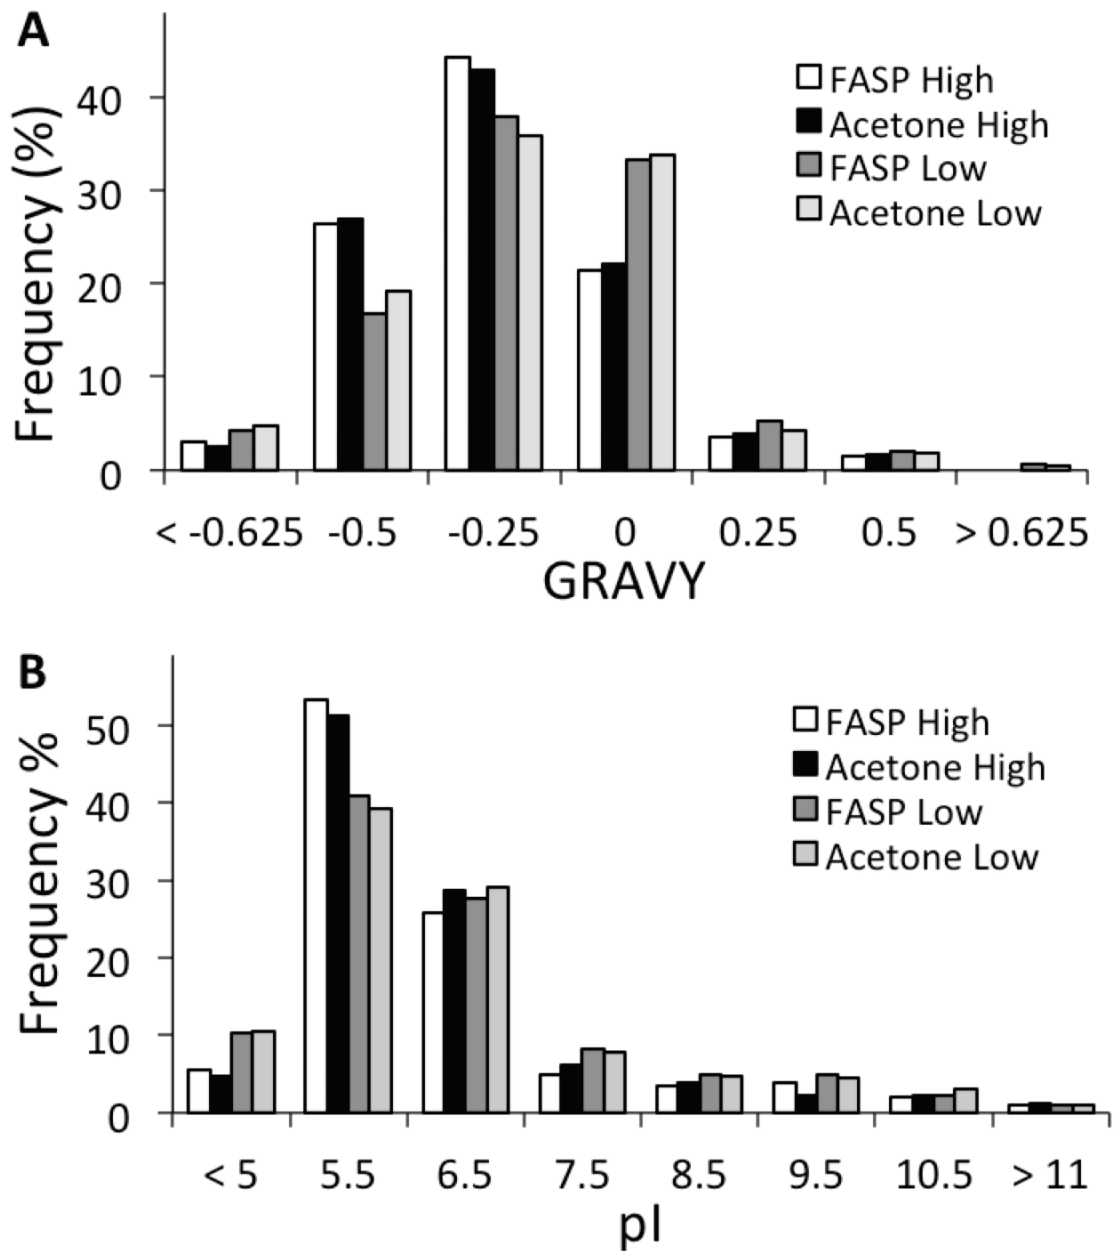 A
Frequency (%)
40
30
20
10
0
FASP High
Acetone High
FASP Low
Acetone Low
< -0.625 -0.5 -0.25 0 0.25 0.5 > 0.625
GRAVY
B
Frequency %
50
40
30
20
10
0
FASP High
Acetone High
FASP Low
Acetone Low
< 5 5.5 6.5 7.5 8.5 9.5 10.5 > 11
pI